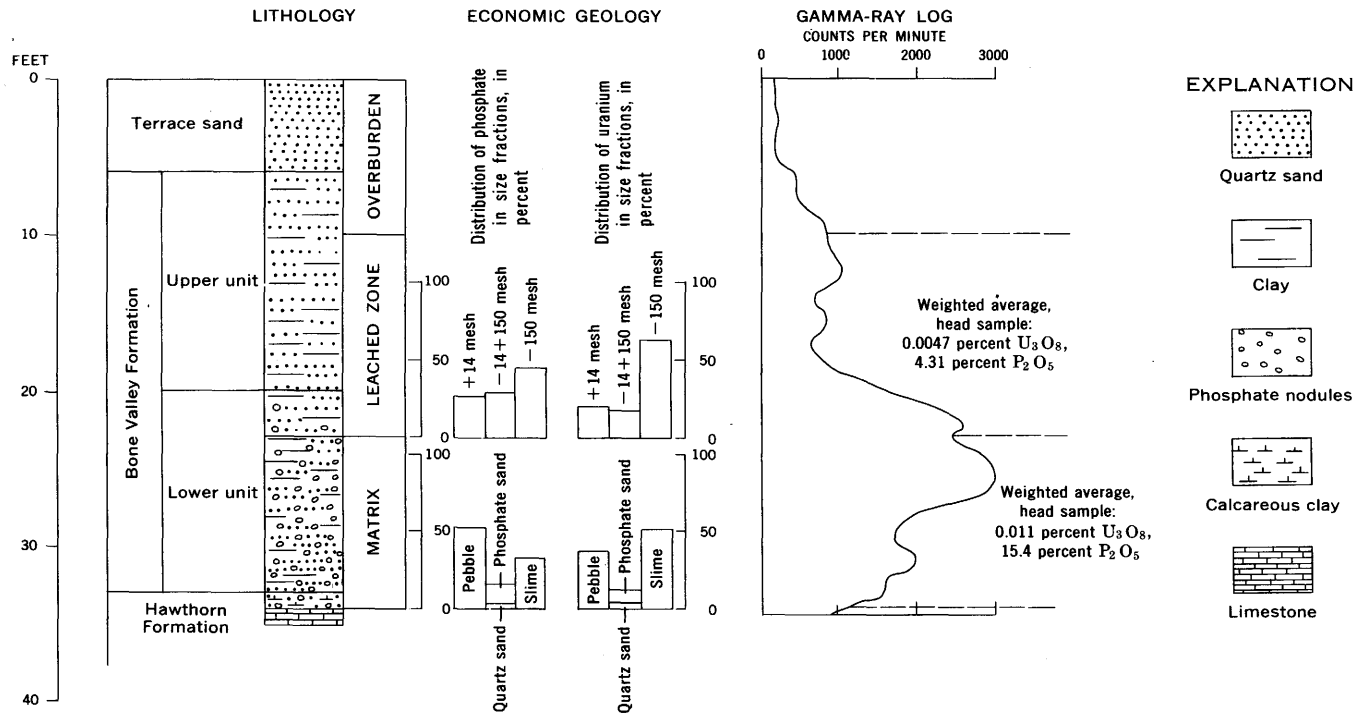 LITHOLOGY
ECONOMIC GEOLOGY
GAMMA-RAY LOG
COUNTS PER MINUTE
0
1000
2000
3000
FEET
0
10
20
30
40
Terrace sand
Bone Valley Formation
Upper unit
Lower unit
Hawthorn
Formation
OVERBURDEN
LEACHED ZONE
MATRIX
Distribution of phosphate
in size fractions, in
percent
+14 mesh
−14+150 mesh
−150 mesh
100
50
0
Pebble
Phosphate sand
Quartz sand
Slime
100
50
0
Distribution of uranium
in size fractions, in
percent
+14 mesh
−14+150 mesh
−150 mesh
100
50
0
Pebble
Phosphate sand
Quartz sand
Slime
100
50
0
Weighted average,
head sample:
0.0047 percent U₃O₈,
4.31 percent P₂O₅
Weighted average,
head sample:
0.011 percent U₃O₈,
15.4 percent P₂O₅
EXPLANATION
Quartz sand
Clay
Phosphate nodules
Calcareous clay
Limestone